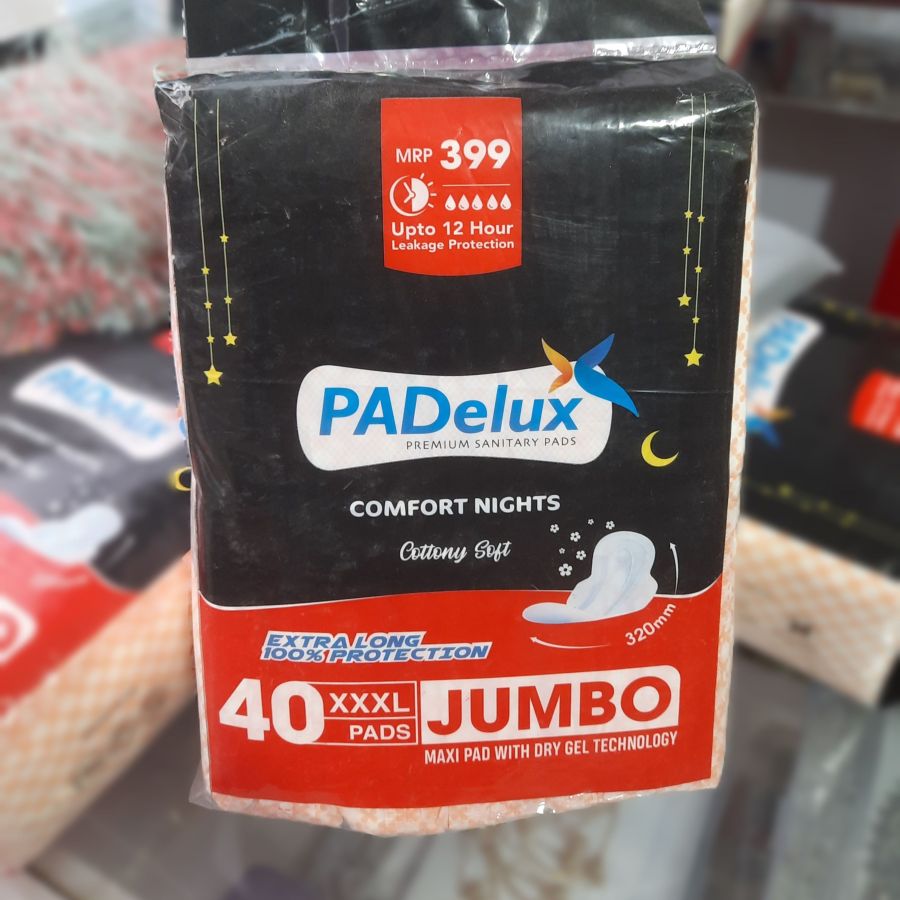 MRP 399
Upto 12 Hour
Leakage Protection
PADelux
PREMIUM SANITARY PADS
COMFORT NIGHTS
Cottony Soft
320mm
EXTRA LONG
100% PROTECTION
40 XXXL PADS JUMBO
MAXI PAD WITH DRY GEL TECHNOLOGY
PADelux